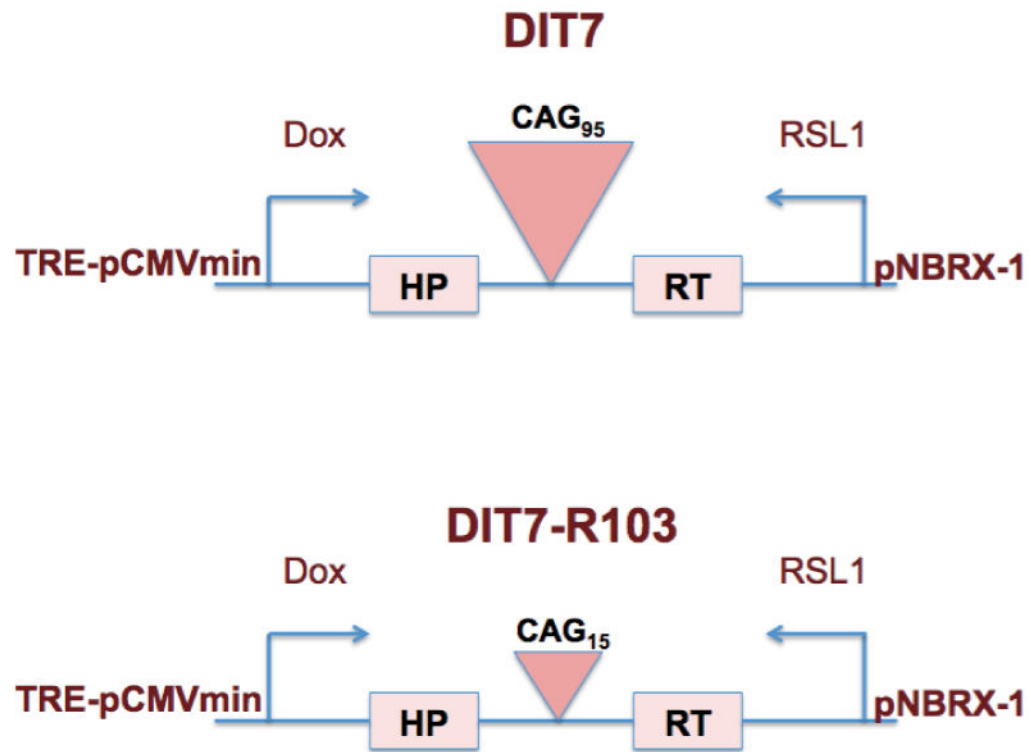 DIT7
CAG95
Dox
RSL1
TRE-pCMVmin
pNBRX-1
HP
RT
DIT7-R103
Dox
RSL1
CAG15
TRE-pCMVmin
pNBRX-1
HP
RT